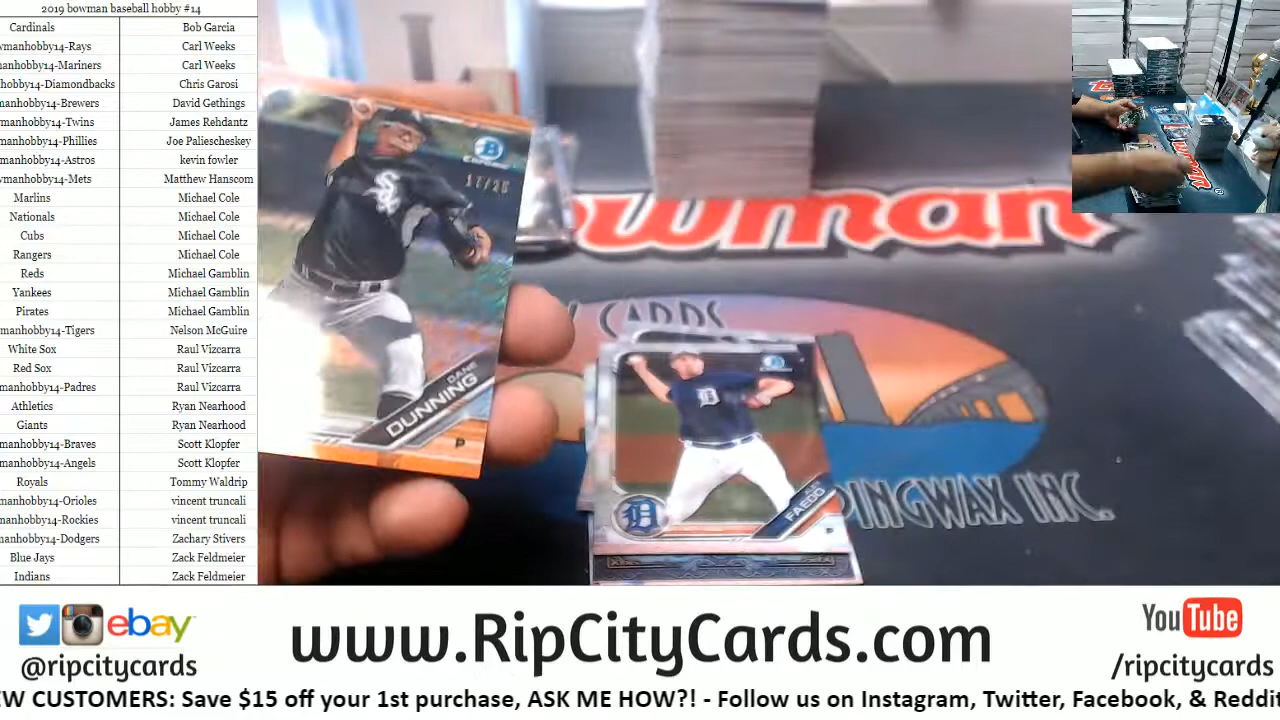 2019 bowman baseball hobby #14
Cardinals Bob Garcia
wmanhobby14-Rays Carl Weeks
manhobby14-Mariners Carl Weeks
hobby14-Diamondbacks Chris Garosi
manhobby14-Brewers David Gethings
wmanhobby14-Twins James Rehdantz
manhobby14-Phillies Joe Paliescheskey
manhobby14-Astros kevin fowler
wmanhobby14-Mets Matthew Hanscom
Marlins Michael Cole
Nationals Michael Cole
Cubs Michael Cole
Rangers Michael Cole
Reds Michael Gamblin
Yankees Michael Gamblin
Pirates Michael Gamblin
manhobby14-Tigers Nelson McGuire
White Sox Raul Vizcarra
Red Sox Raul Vizcarra
manhobby14-Padres Raul Vizcarra
Athletics Ryan Nearhood
Giants Ryan Nearhood
manhobby14-Braves Scott Klopfer
manhobby14-Angels Scott Klopfer
Royals Tommy Waldrip
manhobby14-Orioles vincent truncali
manhobby14-Rockies vincent truncali
manhobby14-Dodgers Zachary Stivers
Blue Jays Zack Feldmeier
Indians Zack Feldmeier
B
DANE
DUNNING
P
owman
CARDS
D
FAEDO
P
PINGWAX INC.
ebay
@ripcitycards
www.RipCityCards.com
YouTube
/ripcitycards
EW CUSTOMERS: Save $15 off your 1st purchase, ASK ME HOW?! - Follow us on Instagram, Twitter, Facebook, & Reddit